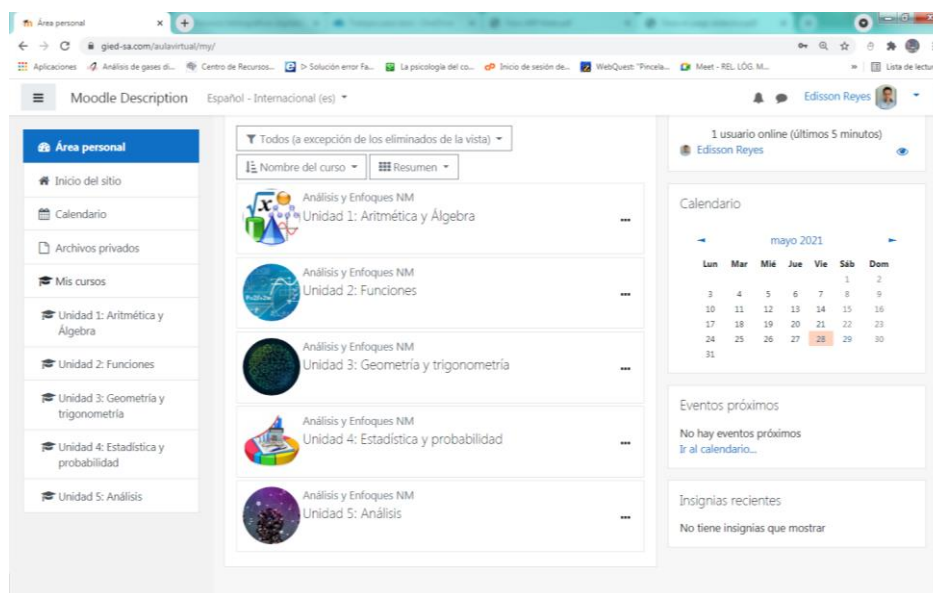 Área personal
gied-sa.com/aulavirtual/my/
Aplicaciones
Análisis de gases di...
Centro de Recursos...
Solución error Fa...
La psicología del co...
Inicio de sesión de...
WebQuest: "Pincela...
Meet - REL. LÓG. M...
Lista de lectu
Moodle Description
Español - Internacional (es)
Edisson Reyes
Área personal
Inicio del sitio
Calendario
Archivos privados
Mis cursos
Unidad 1: Aritmética y
Álgebra
Unidad 2: Funciones
Unidad 3: Geometría y
trigonometría
Unidad 4: Estadística y
probabilidad
Unidad 5: Análisis
Todos (a excepción de los eliminados de la vista)
Nombre del curso
Resumen
Análisis y Enfoques NM
Unidad 1: Aritmética y Álgebra
Análisis y Enfoques NM
Unidad 2: Funciones
Análisis y Enfoques NM
Unidad 3: Geometría y trigonometría
Análisis y Enfoques NM
Unidad 4: Estadística y probabilidad
Análisis y Enfoques NM
Unidad 5: Análisis
1 usuario online (últimos 5 minutos)
Edisson Reyes
Calendario
mayo 2021
Lun Mar Mié Jue Vie Sáb Dom
1 2
3 4 5 6 7 8 9
10 11 12 13 14 15 16
17 18 19 20 21 22 23
24 25 26 27 28 29 30
31
Eventos próximos
No hay eventos próximos
Ir al calendario...
Insignias recientes
No tiene insignias que mostrar